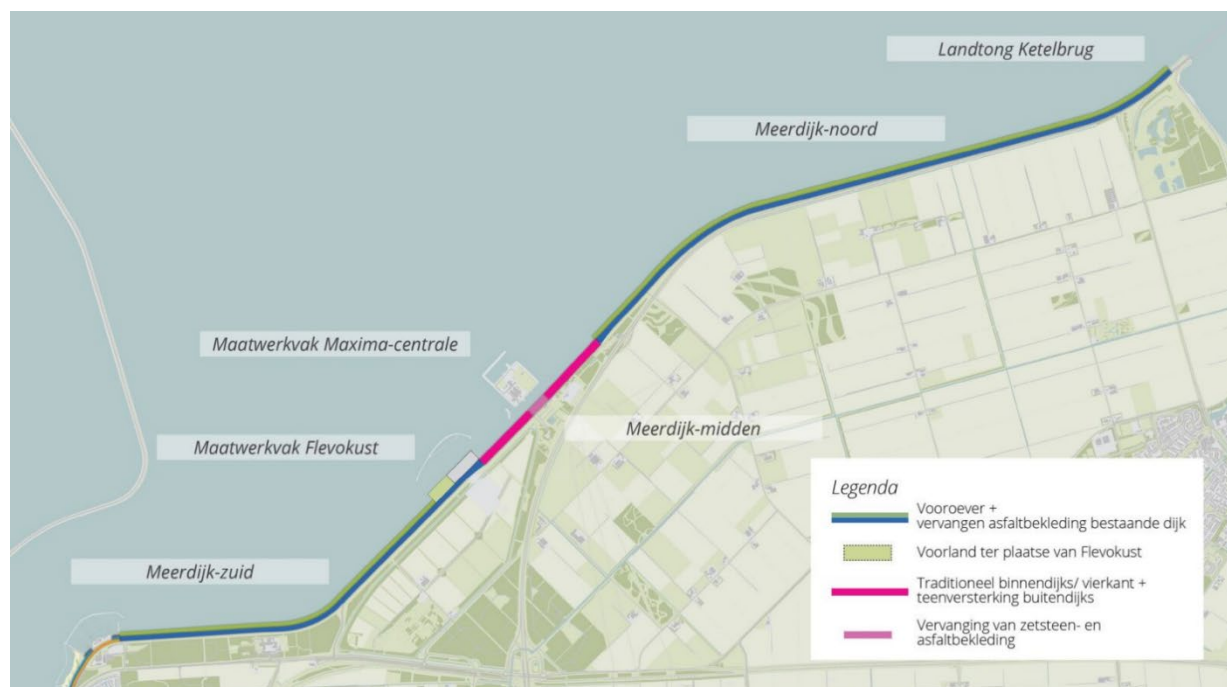 Landtong Ketelbrug
Meerdijk-noord
Maatwerkvak Maxima-centrale
Meerdijk-midden
Maatwerkvak Flevokust
Meerdijk-zuid
Legenda
Vooroever +
vervangen asfaltbekleding bestaande dijk
Voorland ter plaatse van Flevokust
Traditioneel binnendijks/ vierkant +
teenversterking buitendijks
Vervanging van zetsteen- en
asfaltbekleding